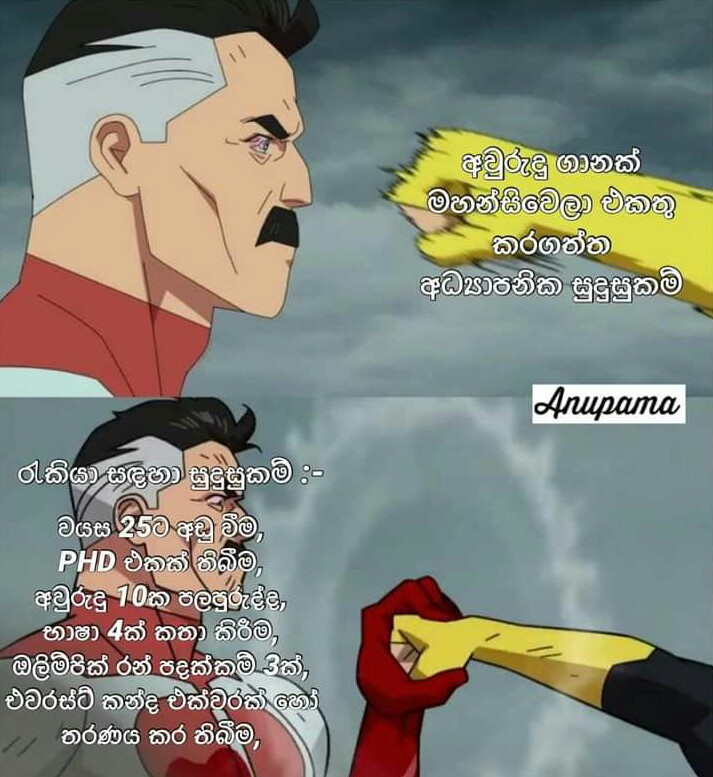 අවුරුදු ගානක්
මහන්සිවෙලා එකතු
කරගත්ත
අධ්‍යාපනික සුදුසුකම්
Anupama
රැකියා සඳහා සුදුසුකම් :-
වයස 25ට අඩු වීම,
PHD එකක් තිබීම,
අවුරුදු 10ක පලපුරුද්ද,
භාෂා 4ක් කතා කිරීම,
ඔලිම්පික් රන් පදක්කම් 3ක්,
එවරස්ට් කන්ද එක්වරක් හෝ
තරණය කර තිබීම,